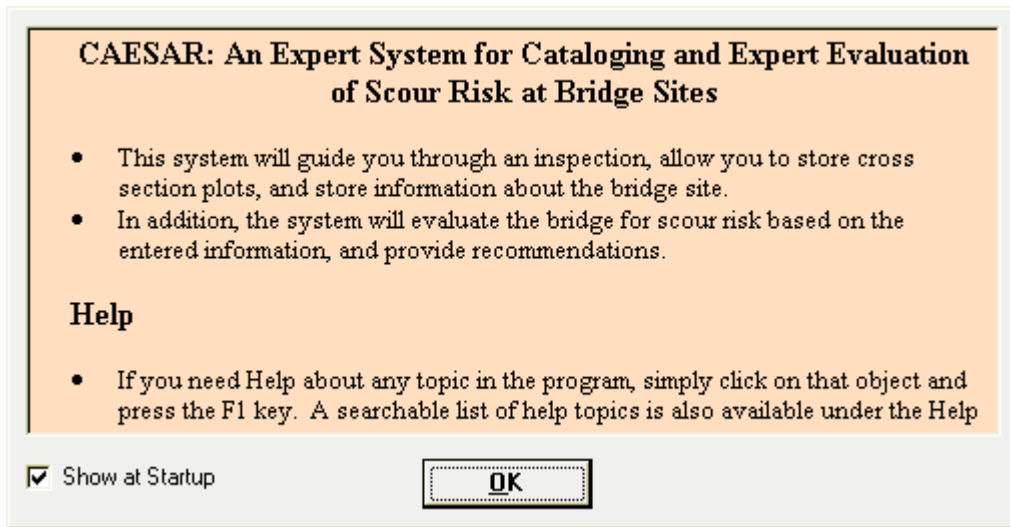 CAESAR: An Expert System for Cataloging and Expert Evaluation
of Scour Risk at Bridge Sites
• This system will guide you through an inspection, allow you to store cross
section plots, and store information about the bridge site.
• In addition, the system will evaluate the bridge for scour risk based on the
entered information, and provide recommendations.
Help
• If you need Help about any topic in the program, simply click on that object and
press the F1 key. A searchable list of help topics is also available under the Help
Show at Startup
OK